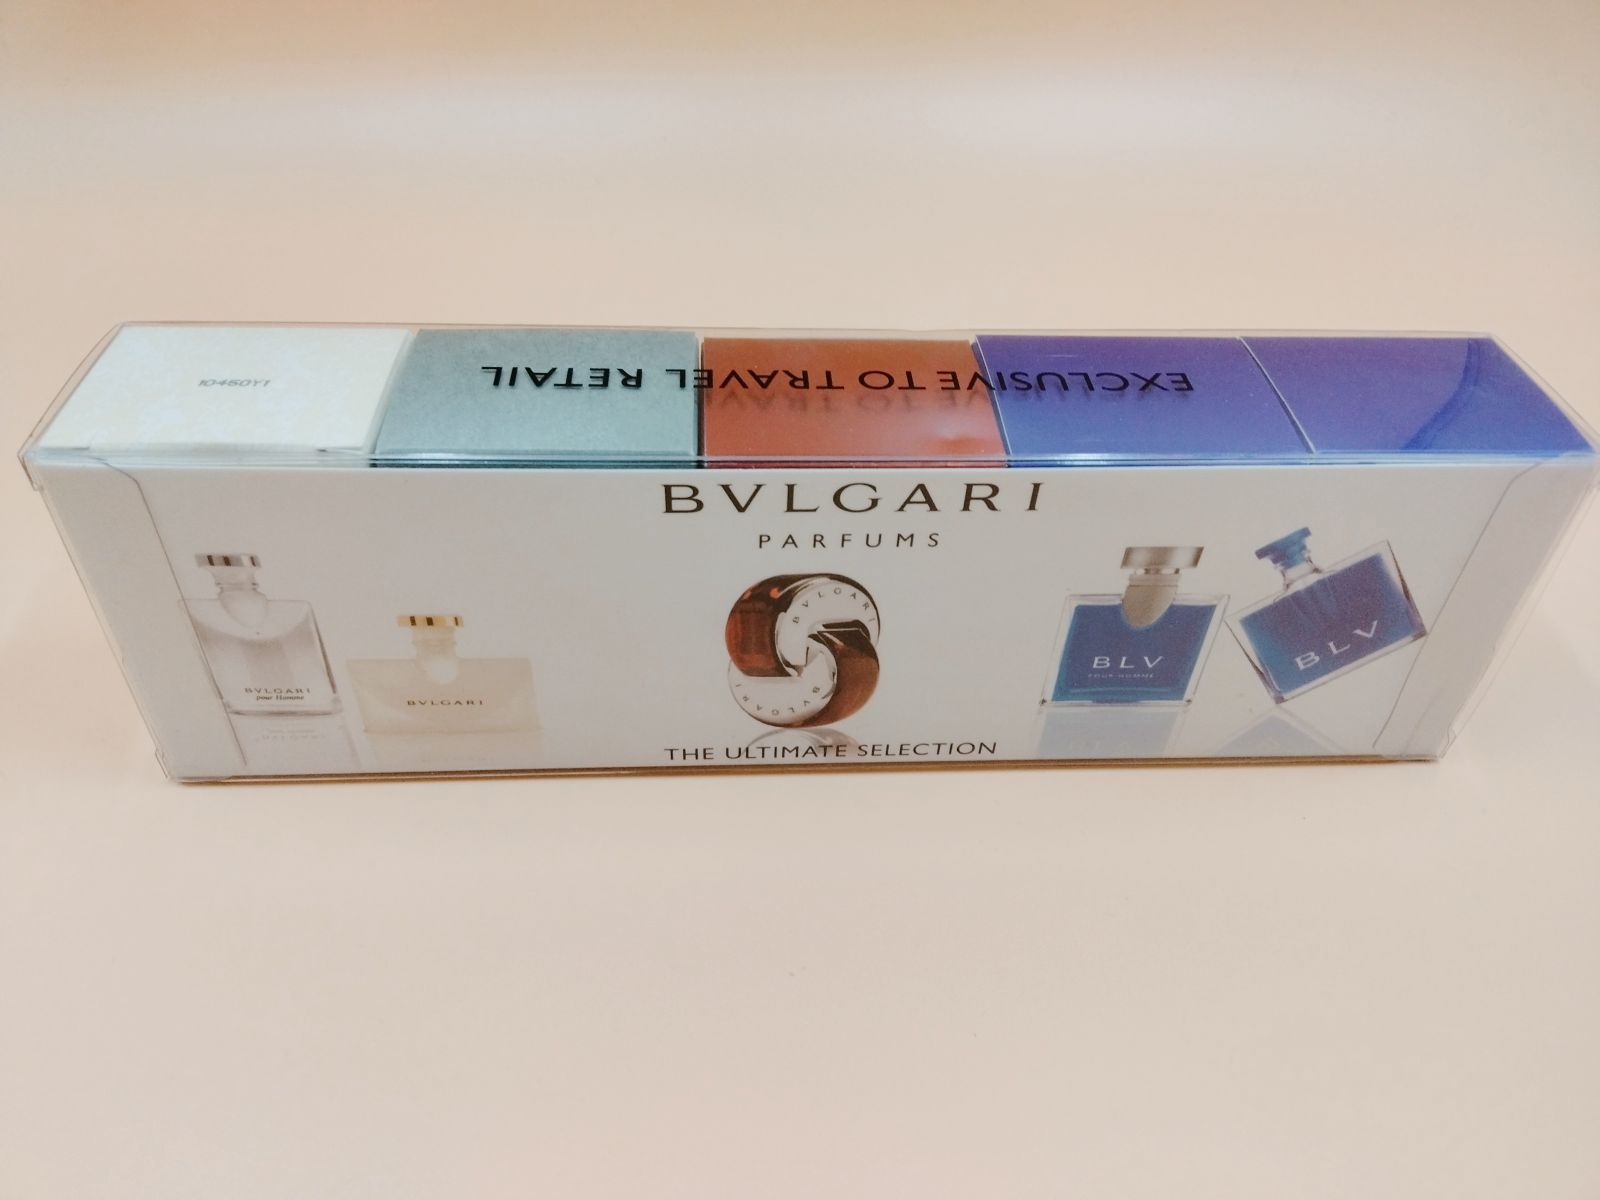 10460Y1
EXCLUSIVE TO TRAVEL RETAIL
BVLGARI
PARFUMS
BVLGARI
pour Homme
BVLGARI
BVLGARI
BVLGARI
BLV
POUR HOMME
BLV
THE ULTIMATE SELECTION